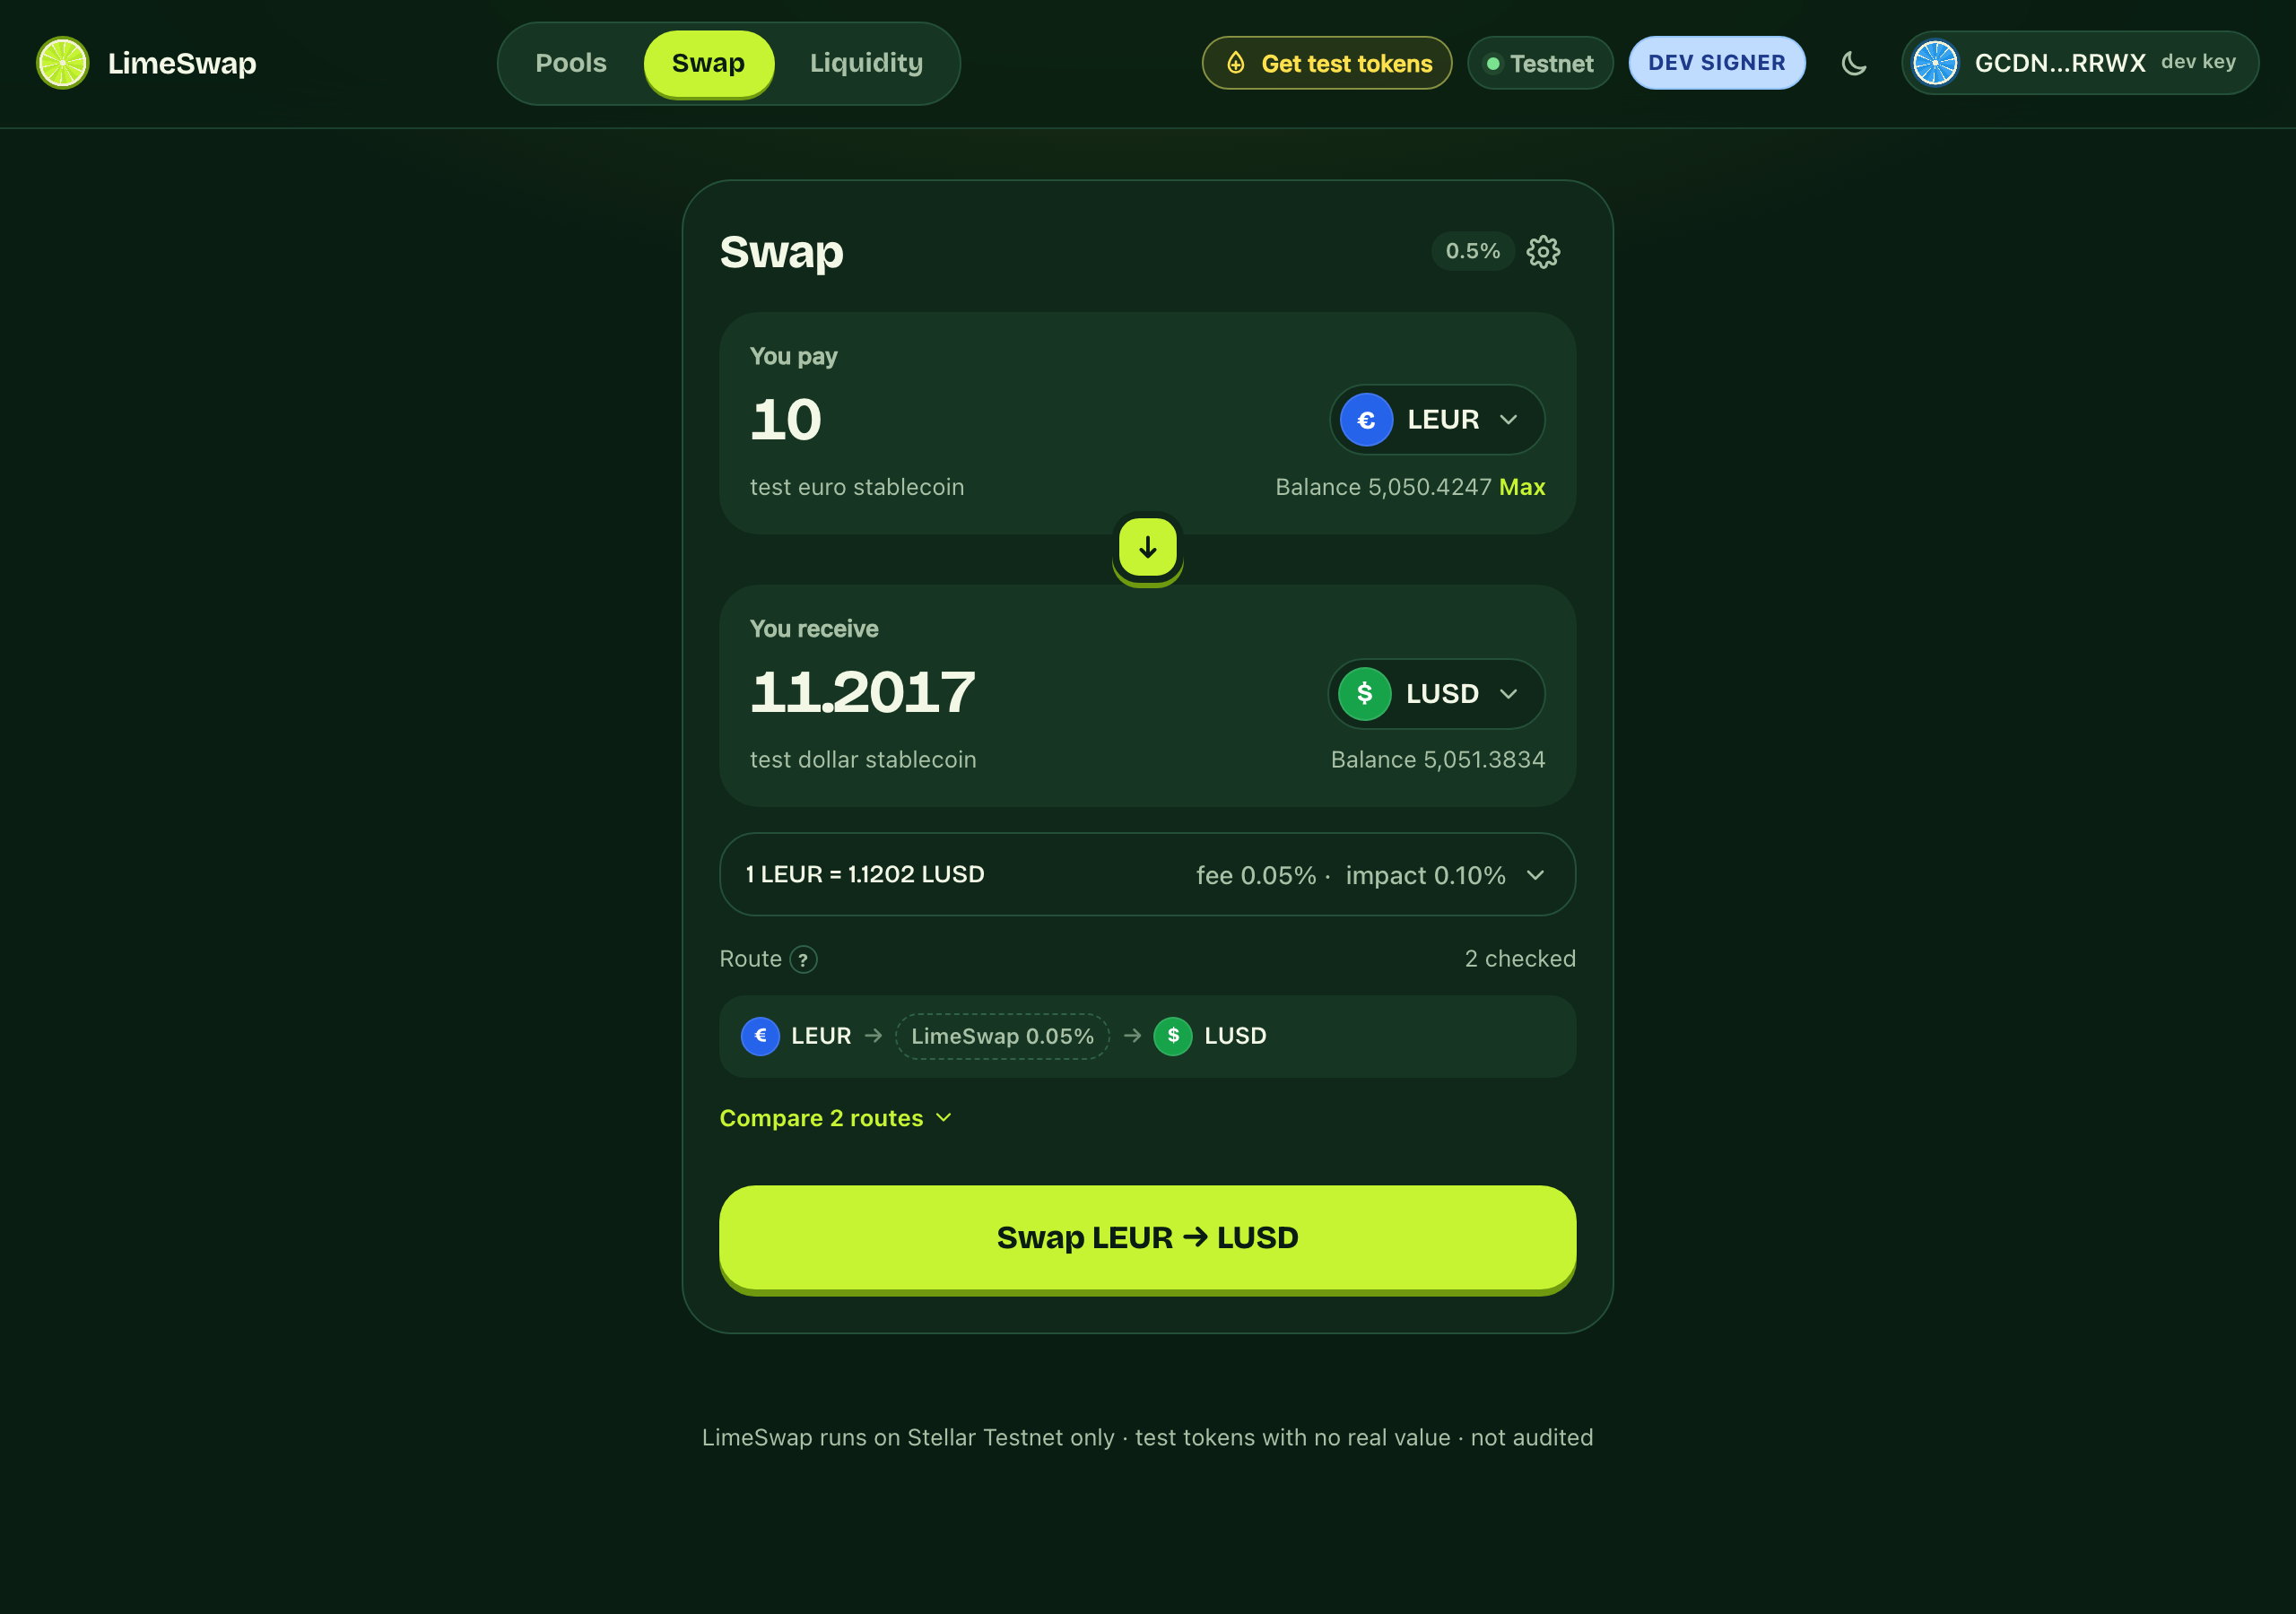 LimeSwap
Pools Swap Liquidity
Get test tokens
Testnet
DEV SIGNER
GCDN...RRWX dev key
Swap
0.5%
You pay
10
€ LEUR
test euro stablecoin
Balance 5,050.4247 Max
You receive
11.2017
$ LUSD
test dollar stablecoin
Balance 5,051.3834
1 LEUR = 1.1202 LUSD
fee 0.05% · impact 0.10%
Route ?
2 checked
€ LEUR → LimeSwap 0.05% → $ LUSD
Compare 2 routes
Swap LEUR → LUSD
LimeSwap runs on Stellar Testnet only · test tokens with no real value · not audited